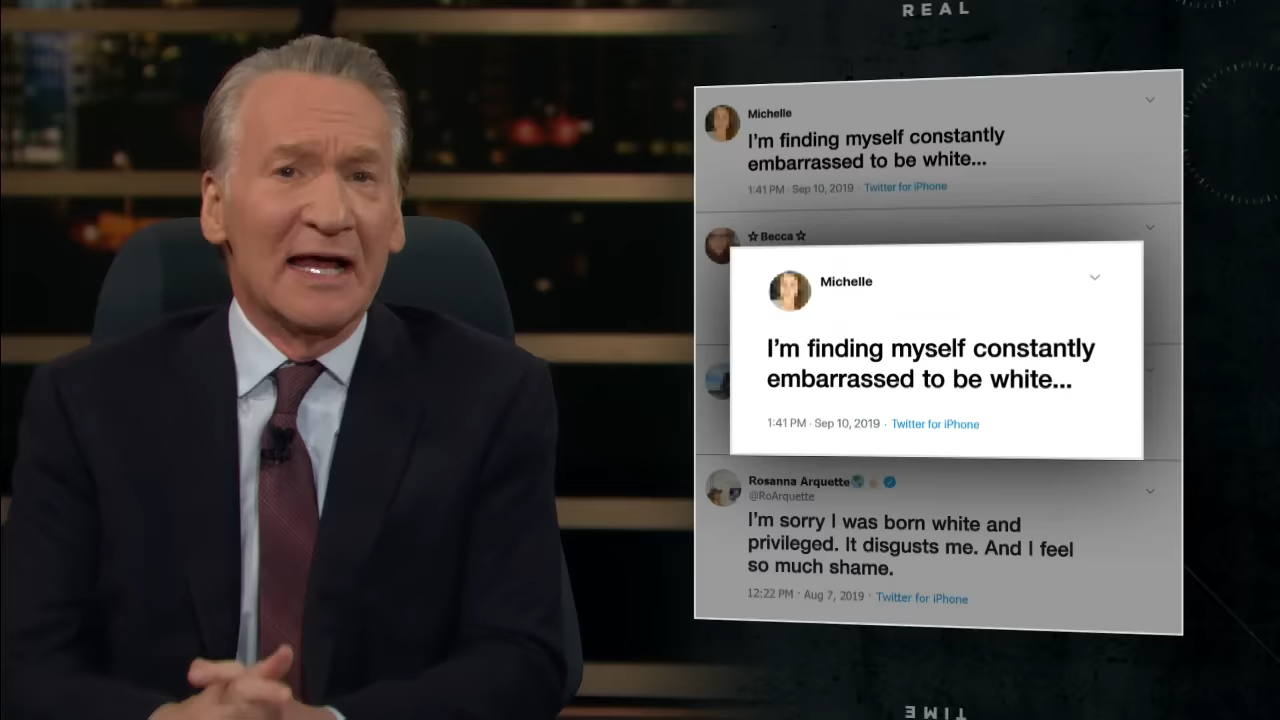 REAL
Michelle
I'm finding myself constantly
embarrassed to be white...
1:41 PM · Sep 10, 2019 · Twitter for iPhone
☆ Becca ☆
Michelle
I'm finding myself constantly
embarrassed to be white...
1:41 PM · Sep 10, 2019 · Twitter for iPhone
Rosanna Arquette
@RoArquette
I'm sorry I was born white and
privileged. It disgusts me. And I feel
so much shame.
12:22 PM · Aug 7, 2019 · Twitter for iPhone
TIME